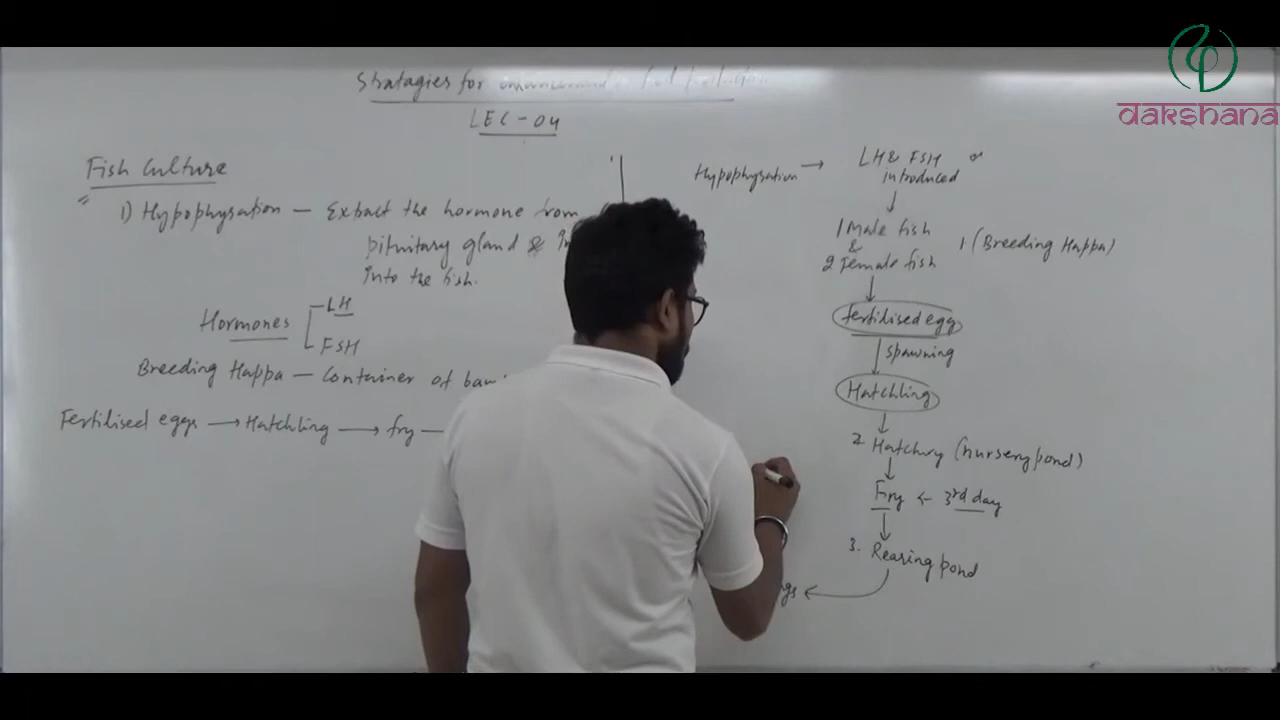 dakshana
Stratagies for
LEC-04
Fish Culture
1) Hypophysation — Extract the hormone from
pituitary gland &
into the fish.
Hormones LH
FSH
Breeding Happa — Container of
Fertilised eggs → Hatchling → fry —
Hypophysation → LH & FSH
introduced
1 Male fish
&
2 Female fish
1 (Breeding Happa)
fertilised egg
spawning
Hatchling
2. Hatchery (nursery pond)
Fry ← 3rd day
3. Rearing pond